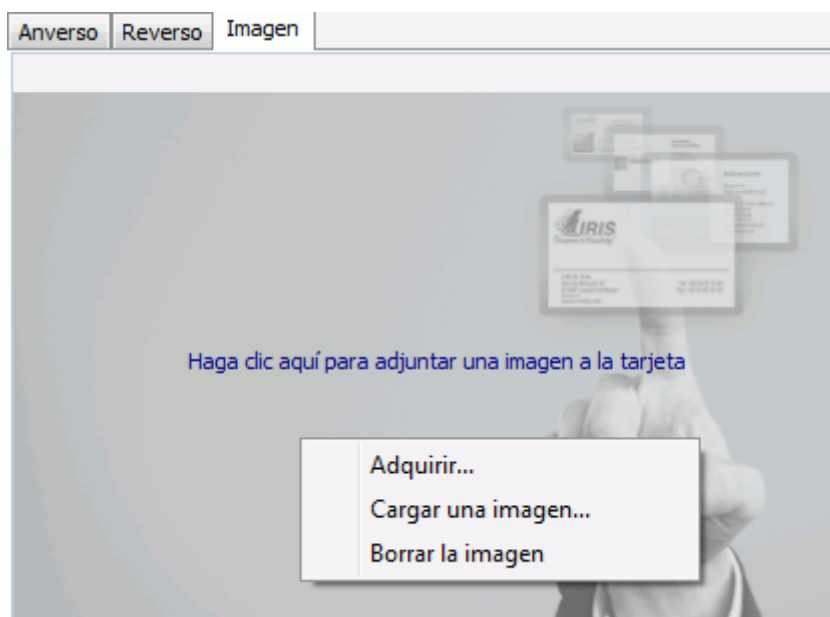 Anverso
Reverso
Imagen
IRIS
Haga clic aquí para adjuntar una imagen a la tarjeta
Adquirir...
Cargar una imagen...
Borrar la imagen